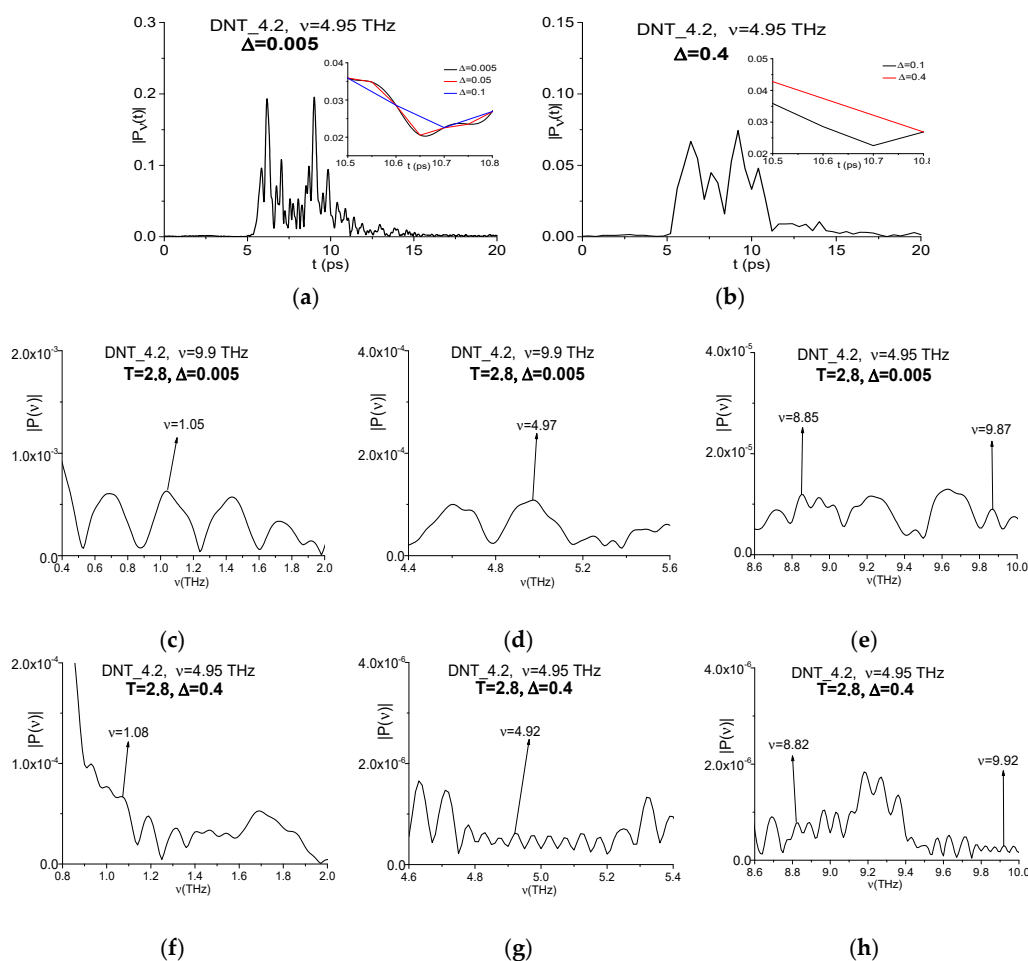 DNT_4.2, ν=4.95 THz
Δ=0.005
|Pν(t)|
0.3
0.2
0.1
0.0
0
5
10
15
20
t (ps)
Δ=0.005
Δ=0.05
Δ=0.1
0.04
0.03
0.02
10.5
10.6
10.7
10.8
t (ps)
(a)
DNT_4.2, ν=4.95 THz
Δ=0.4
|Pν(t)|
0.15
0.10
0.05
0.00
0
5
10
15
20
t (ps)
Δ=0.1
Δ=0.4
0.05
0.04
0.03
0.02
10.5
10.6
10.7
10.8
t (ps)
(b)
DNT_4.2, ν=9.9 THz
T=2.8, Δ=0.005
|P(ν)|
2.0x10-3
1.0x10-3
0.0
ν=1.05
0.4
0.6
0.8
1.0
1.2
1.4
1.6
1.8
2.0
ν(THz)
(c)
DNT_4.2, ν=9.9 THz
T=2.8, Δ=0.005
|P(ν)|
4.0x10-4
2.0x10-4
0.0
ν=4.97
4.4
4.6
4.8
5.0
5.2
5.4
5.6
ν(THz)
(d)
DNT_4.2, ν=4.95 THz
T=2.8, Δ=0.005
|P(ν)|
4.0x10-5
2.0x10-5
0.0
ν=8.85
ν=9.87
8.6
8.8
9.0
9.2
9.4
9.6
9.8
10.0
ν(THz)
(e)
DNT_4.2, ν=4.95 THz
T=2.8, Δ=0.4
|P(ν)|
2.0x10-4
1.0x10-4
0.0
ν=1.08
0.8
1.0
1.2
1.4
1.6
1.8
2.0
ν(THz)
(f)
DNT_4.2, ν=4.95 THz
T=2.8, Δ=0.4
|P(ν)|
4.0x10-6
2.0x10-6
0.0
ν=4.92
4.6
4.8
5.0
5.2
5.4
ν(THz)
(g)
DNT_4.2, ν=4.95 THz
T=2.8, Δ=0.4
|P(ν)|
4.0x10-6
2.0x10-6
0.0
ν=8.82
ν=9.92
8.6
8.8
9.0
9.2
9.4
9.6
9.8
10.0
ν(THz)
(h)